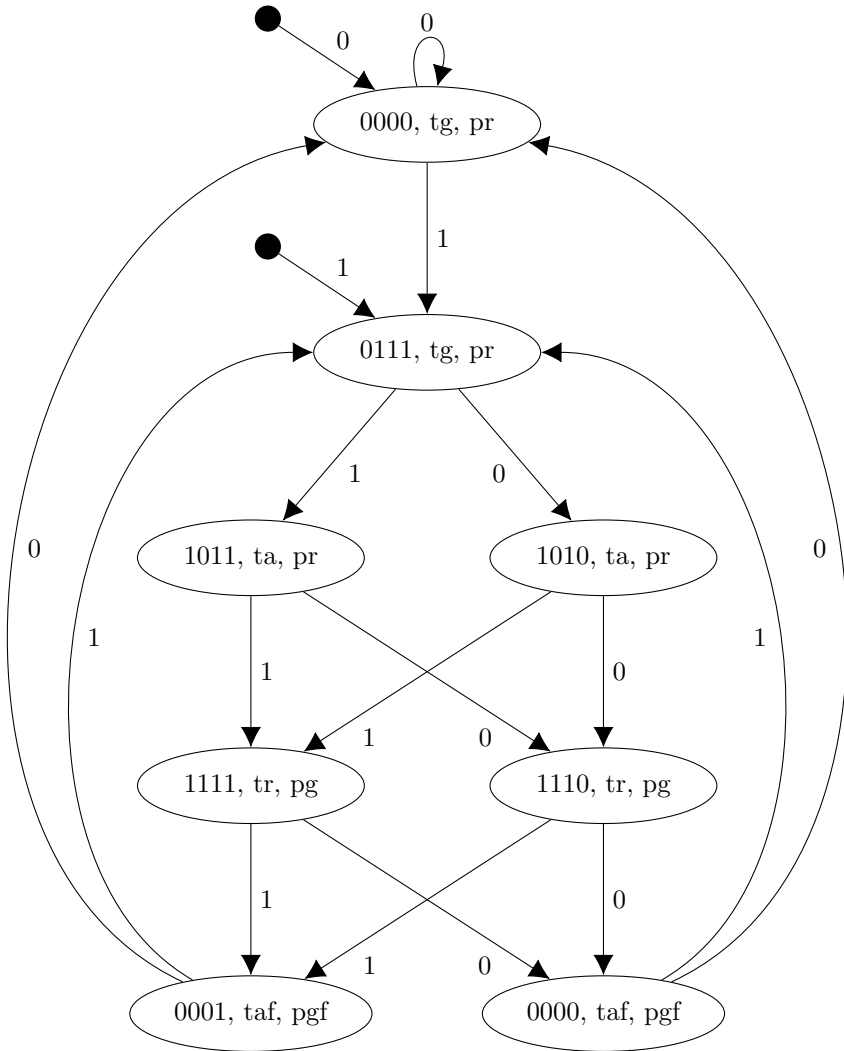 0
0
0000, tg, pr
1
1
0111, tg, pr
1
0
0
0
1011, ta, pr
1010, ta, pr
1
1
1
0
1
0
1111, tr, pg
1110, tr, pg
1
0
1
0
0001, taf, pgf
0000, taf, pgf